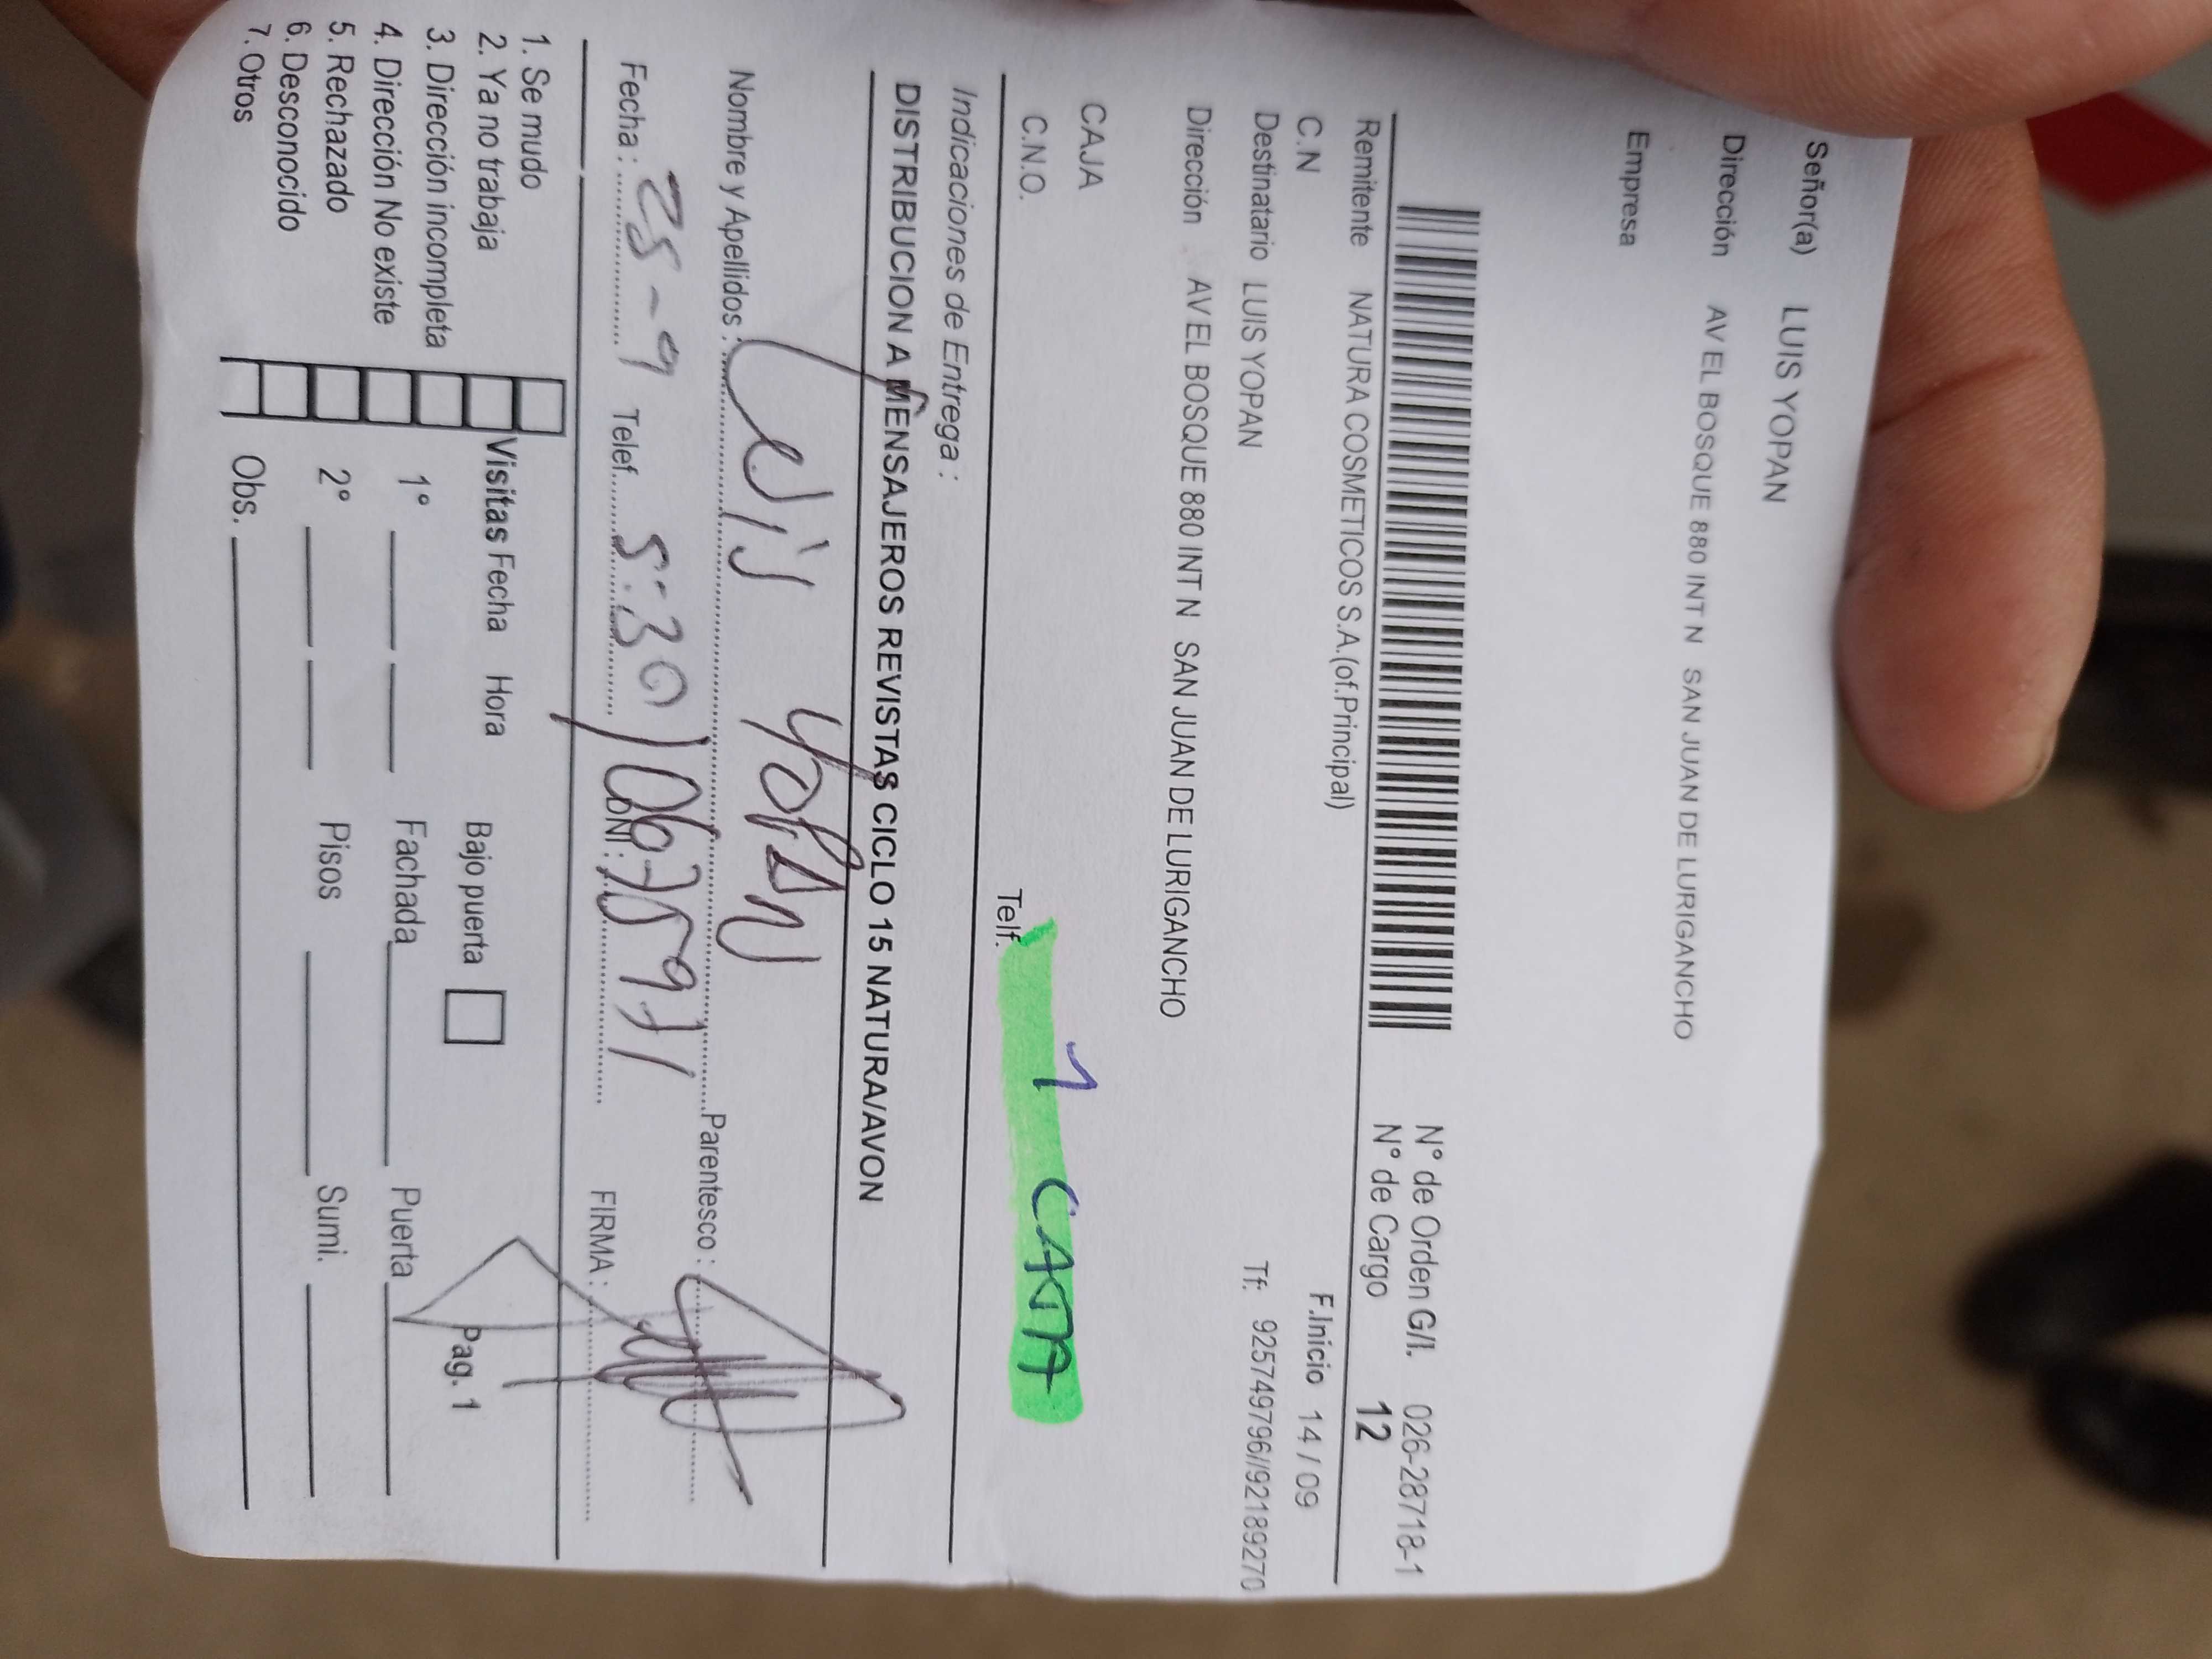 Señor(a) LUIS YOPAN
Dirección AV EL BOSQUE 880 INT N SAN JUAN DE LURIGANCHO
Empresa
N° de Orden G/I. 026-28718-1
N° de Cargo 12
Remitente NATURA COSMETICOS S.A.(of.Principal)
C.N F.Inicio 14 / 09
Destinatario LUIS YOPAN Tf: 925749796//92189270
Dirección AV EL BOSQUE 880 INT N SAN JUAN DE LURIGANCHO
CAJA 1 CAJA
C.N.O. Telf.
Indicaciones de Entrega :
DISTRIBUCION A MENSAJEROS REVISTAS CICLO 15 NATURA/AVON
Nombre y Apellidos : Luis YOPAN Parentesco :
Fecha : 25-9 Telef. 5:30 DNI : FIRMA :
1. Se mudo
2. Ya no trabaja Visitas Fecha Hora Bajo puerta Pag. 1
3. Dirección incompleta
4. Dirección No existe 1° Fachada Puerta
5. Rechazado 2° Pisos Sumi.
6. Desconocido
7. Otros Obs.